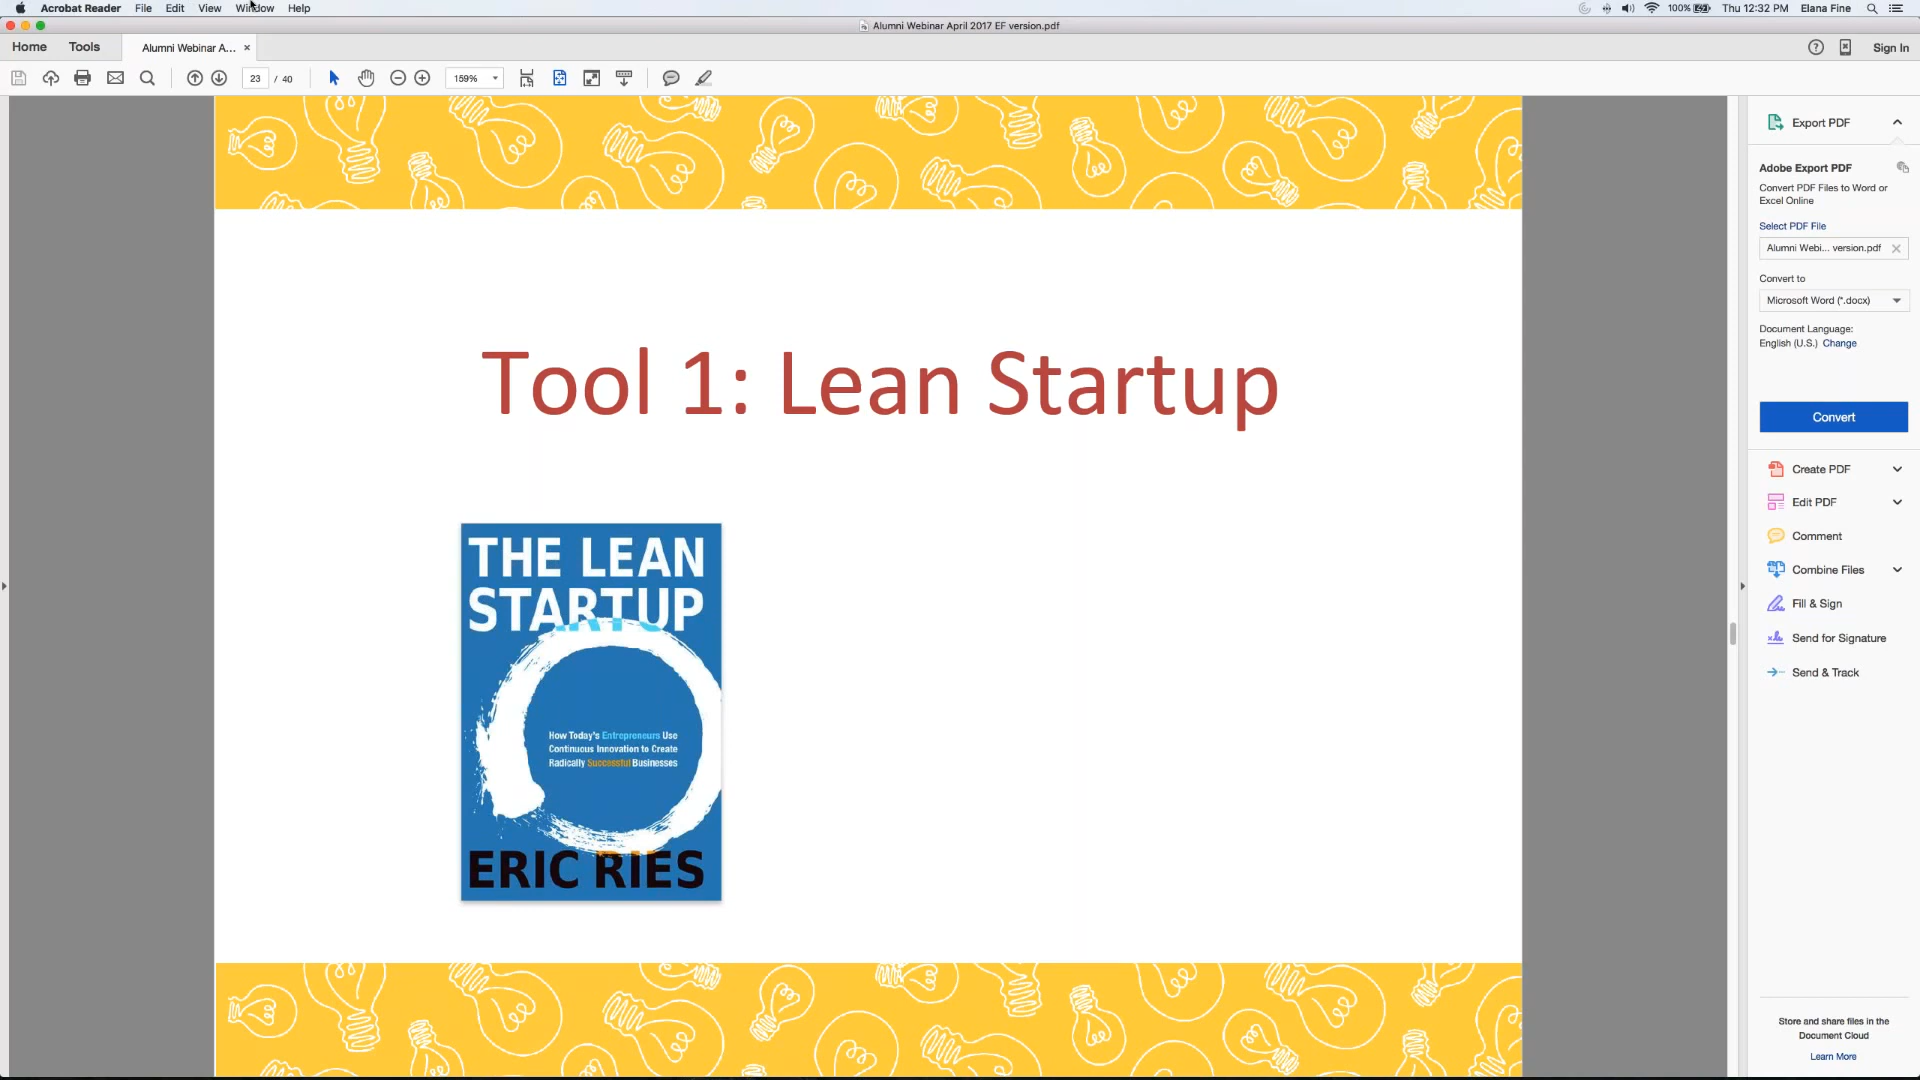 Acrobat Reader File Edit View Window Help 100% Thu 12:32 PM Elana Fine
Alumni Webinar April 2017 EF version.pdf
Home Tools Alumni Webinar A... × Sign In
23 / 40 159%
Export PDF
Adobe Export PDF
Convert PDF Files to Word or
Excel Online
Select PDF File
Alumni Webi... version.pdf
Convert to
Microsoft Word (*.docx)
Document Language:
English (U.S.) Change
Convert
Create PDF
Edit PDF
Comment
Combine Files
Fill & Sign
Send for Signature
Send & Track
Store and share files in the
Document Cloud
Learn More
Tool 1: Lean Startup
THE LEAN
STARTUP
How Today's Entrepreneurs Use
Continuous Innovation to Create
Radically Successful Businesses
ERIC RIES